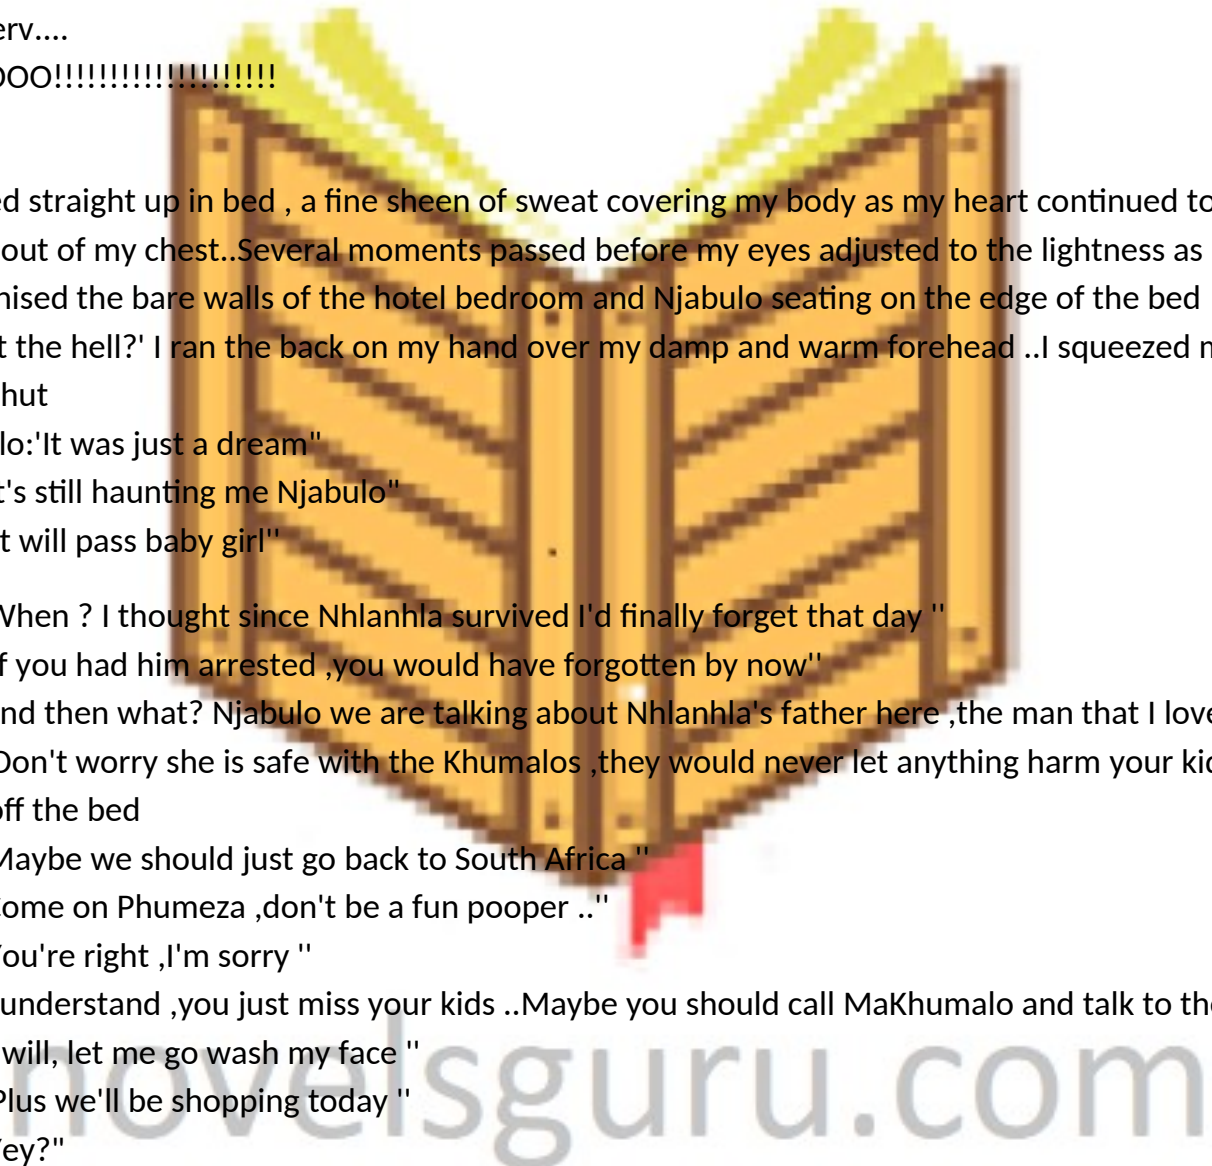 erv....
OOO!!!!!!!!!!!!!!!!!!!!
ed straight up in bed , a fine sheen of sweat covering my body as my heart continued to
out of my chest..Several moments passed before my eyes adjusted to the lightness as
nised the bare walls of the hotel bedroom and Njabulo seating on the edge of the bed
t the hell?' I ran the back on my hand over my damp and warm forehead ..I squeezed m
hut
lo:'It was just a dream"
t's still haunting me Njabulo"
t will pass baby girl''
When ? I thought since Nhlanhla survived I'd finally forget that day ''
f you had him arrested ,you would have forgotten by now''
nd then what? Njabulo we are talking about Nhlanhla's father here ,the man that I love
Don't worry she is safe with the Khumalos ,they would never let anything harm your kid
off the bed
Maybe we should just go back to South Africa ''
Come on Phumeza ,don't be a fun pooper ..''
You're right ,I'm sorry ''
understand ,you just miss your kids ..Maybe you should call MaKhumalo and talk to the
will, let me go wash my face ''
Plus we'll be shopping today ''
Yey?"
novelsguru.com